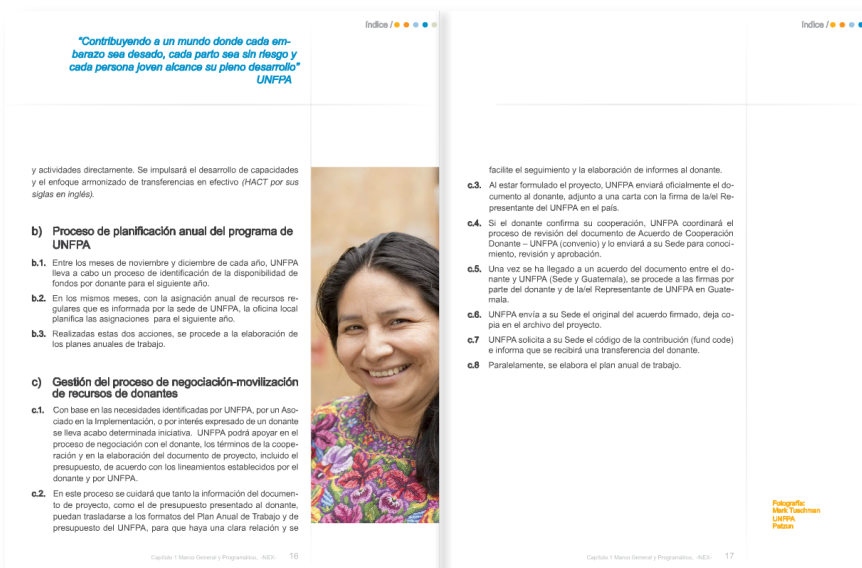 índice /
“Contribuyendo a un mundo donde cada em-
barazo sea desado, cada parto sea sin riesgo y
cada persona joven alcance su pleno desarrollo”
UNFPA
y actividades directamente. Se impulsará el desarrollo de capacidades
y el enfoque armonizado de transferencias en efectivo (HACT por sus
siglas en inglés).
b) Proceso de planificación anual del programa de
UNFPA
b.1. Entre los meses de noviembre y diciembre de cada año, UNFPA
lleva a cabo un proceso de identificación de la disponibilidad de
fondos por donante para el siguiente año.
b.2. En los mismos meses, con la asignación anual de recursos re-
gulares que es informada por la sede de UNFPA, la oficina local
planifica las asignaciones para el siguiente año.
b.3. Realizadas estas dos acciones, se procede a la elaboración de
los planes anuales de trabajo.
c) Gestión del proceso de negociación-movilización
de recursos de donantes
c.1. Con base en las necesidades identificadas por UNFPA, por un Aso-
ciado en la Implementación, o por interés expresado de un donante
se lleva acabo determinada iniciativa. UNFPA podrá apoyar en el
proceso de negociación con el donante, los términos de la coope-
ración y en la elaboración del documento de proyecto, incluido el
presupuesto, de acuerdo con los lineamientos establecidos por el
donante y por UNFPA.
c.2. En este proceso se cuidará que tanto la información del documen-
to de proyecto, como el de presupuesto presentado al donante,
puedan trasladarse a los formatos del Plan Anual de Trabajo y de
presupuesto del UNFPA, para que haya una clara relación y se
Capítulo 1 Marco General y Programático. -NEX- 16
índice /
facilite el seguimiento y la elaboración de informes al donante.
c.3. Al estar formulado el proyecto, UNFPA enviará oficialmente el do-
cumento al donante, adjunto a una carta con la firma de la/el Re-
presentante del UNFPA en el país.
c.4. Si el donante confirma su cooperación, UNFPA coordinará el
proceso de revisión del documento de Acuerdo de Cooperación
Donante – UNFPA (convenio) y lo enviará a su Sede para conoci-
miento, revisión y aprobación.
c.5. Una vez se ha llegado a un acuerdo del documento entre el do-
nante y UNFPA (Sede y Guatemala), se procede a las firmas por
parte del donante y de la/el Representante de UNFPA en Guate-
mala.
c.6. UNFPA envía a su Sede el original del acuerdo firmado, deja co-
pia en el archivo del proyecto.
c.7 UNFPA solicita a su Sede el código de la contribución (fund code)
e informa que se recibirá una transferencia del donante.
c.8 Paralelamente, se elabora el plan anual de trabajo.
Fotografía:
Mark Tuschman
UNFPA
Patzun
Capítulo 1 Marco General y Programático. -NEX- 17